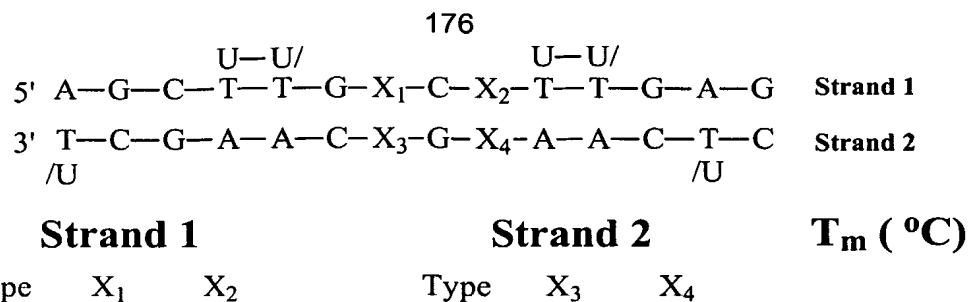 176
U—U/ U—U/
5' A—G—C—T—T—G—X₁—C—X₂—T—T—G—A—G Strand 1
3' T—C—G—A—A—C—X₃—G—X₄—A—A—C—T—C Strand 2
/U /U
Strand 1 Strand 2 Tm ( ºC)
pe X₁ X₂ Type X₃ X₄